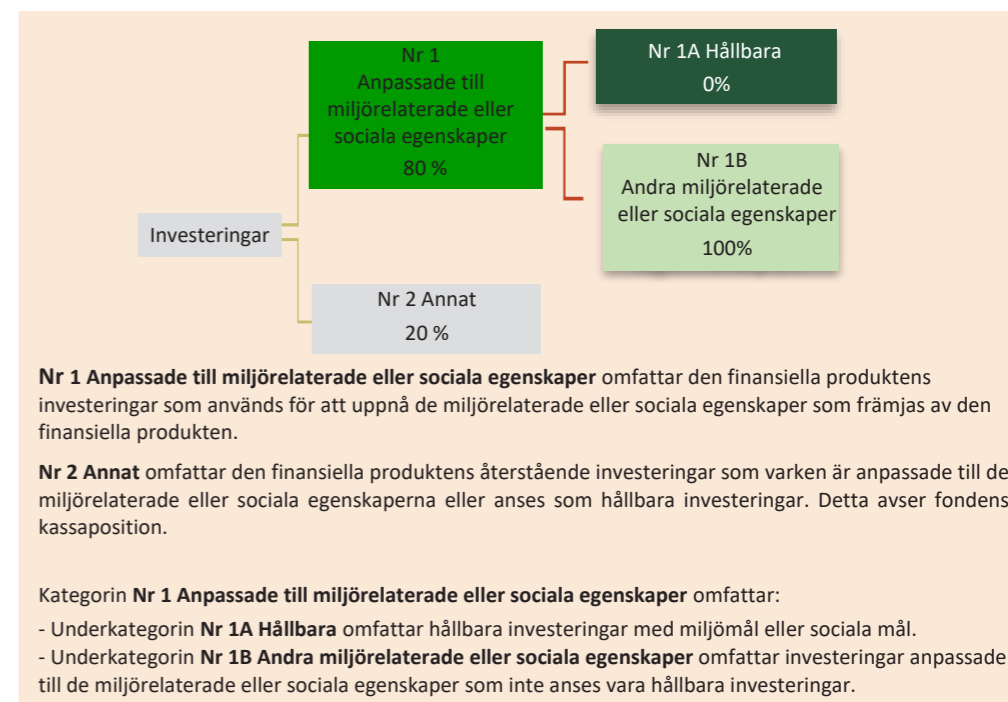 Nr 1
Anpassade till
miljörelaterade eller
sociala egenskaper
80 %
Nr 1A Hållbara
0%
Nr 1B
Andra miljörelaterade
eller sociala egenskaper
100%
Investeringar
Nr 2 Annat
20 %
Nr 1 Anpassade till miljörelaterade eller sociala egenskaper omfattar den finansiella produktens
investeringar som används för att uppnå de miljörelaterade eller sociala egenskaper som främjas av den
finansiella produkten.
Nr 2 Annat omfattar den finansiella produktens återstående investeringar som varken är anpassade till de
miljörelaterade eller sociala egenskaperna eller anses som hållbara investeringar. Detta avser fondens
kassaposition.
Kategorin Nr 1 Anpassade till miljörelaterade eller sociala egenskaper omfattar:
- Underkategorin Nr 1A Hållbara omfattar hållbara investeringar med miljömål eller sociala mål.
- Underkategorin Nr 1B Andra miljörelaterade eller sociala egenskaper omfattar investeringar anpassade
till de miljörelaterade eller sociala egenskaper som inte anses vara hållbara investeringar.